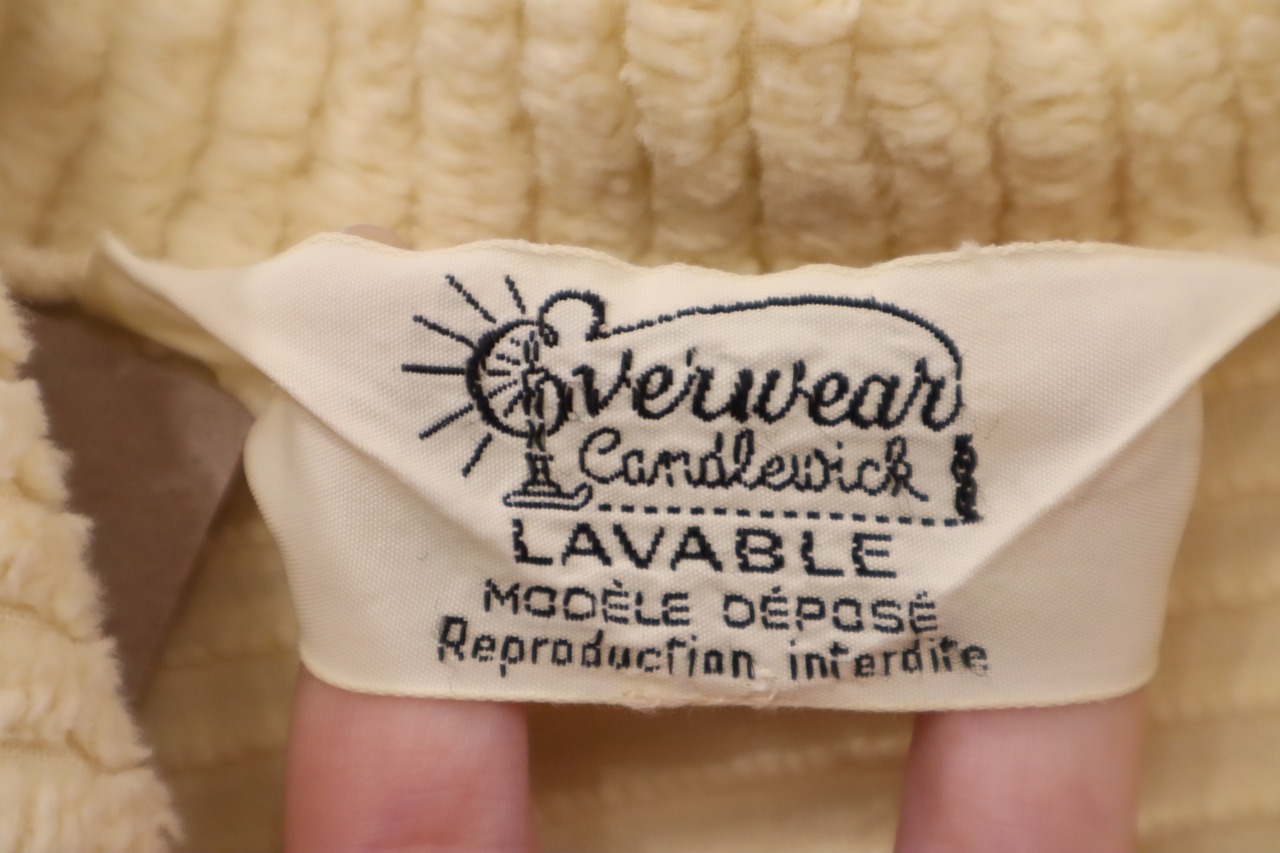 Everwear
Candlewick
LAVABLE
MODÈLE DÉPOSÉ
Reproduction interdite